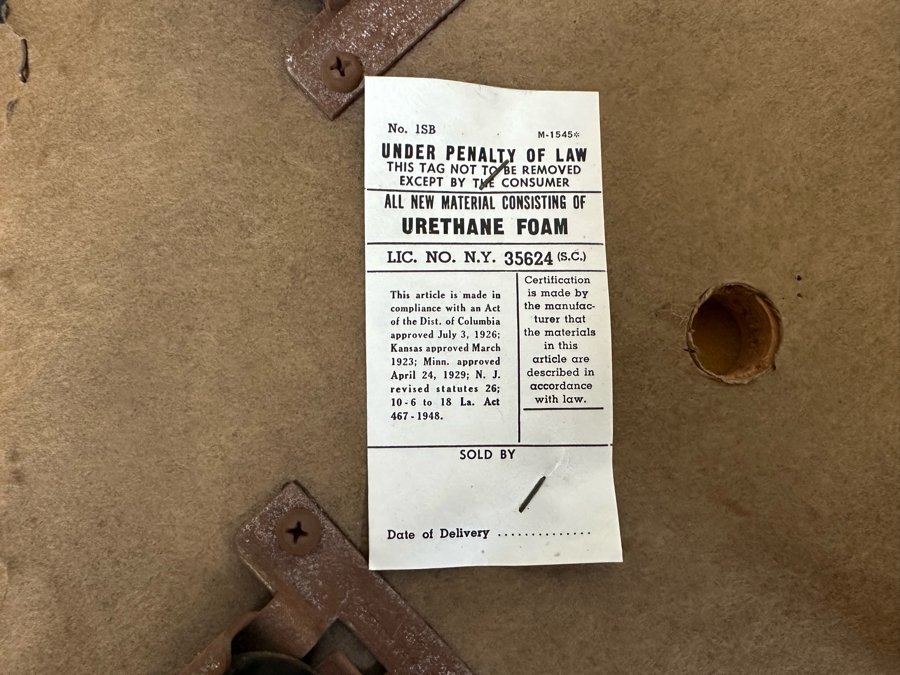 No. 1SB M-1545*
UNDER PENALTY OF LAW
THIS TAG NOT TO BE REMOVED
EXCEPT BY THE CONSUMER
ALL NEW MATERIAL CONSISTING OF
URETHANE FOAM
LIC. NO. N.Y. 35624 (S.C.)
This article is made in
compliance with an Act
of the Dist. of Columbia
approved July 3, 1926;
Kansas approved March
1923; Minn. approved
April 24, 1929; N. J.
revised statutes 26;
10-6 to 18 La. Act
467-1948.
Certification
is made by
the manufac-
turer that
the materials
in this
article are
described in
accordance
with law.
SOLD BY
Date of Delivery ..............